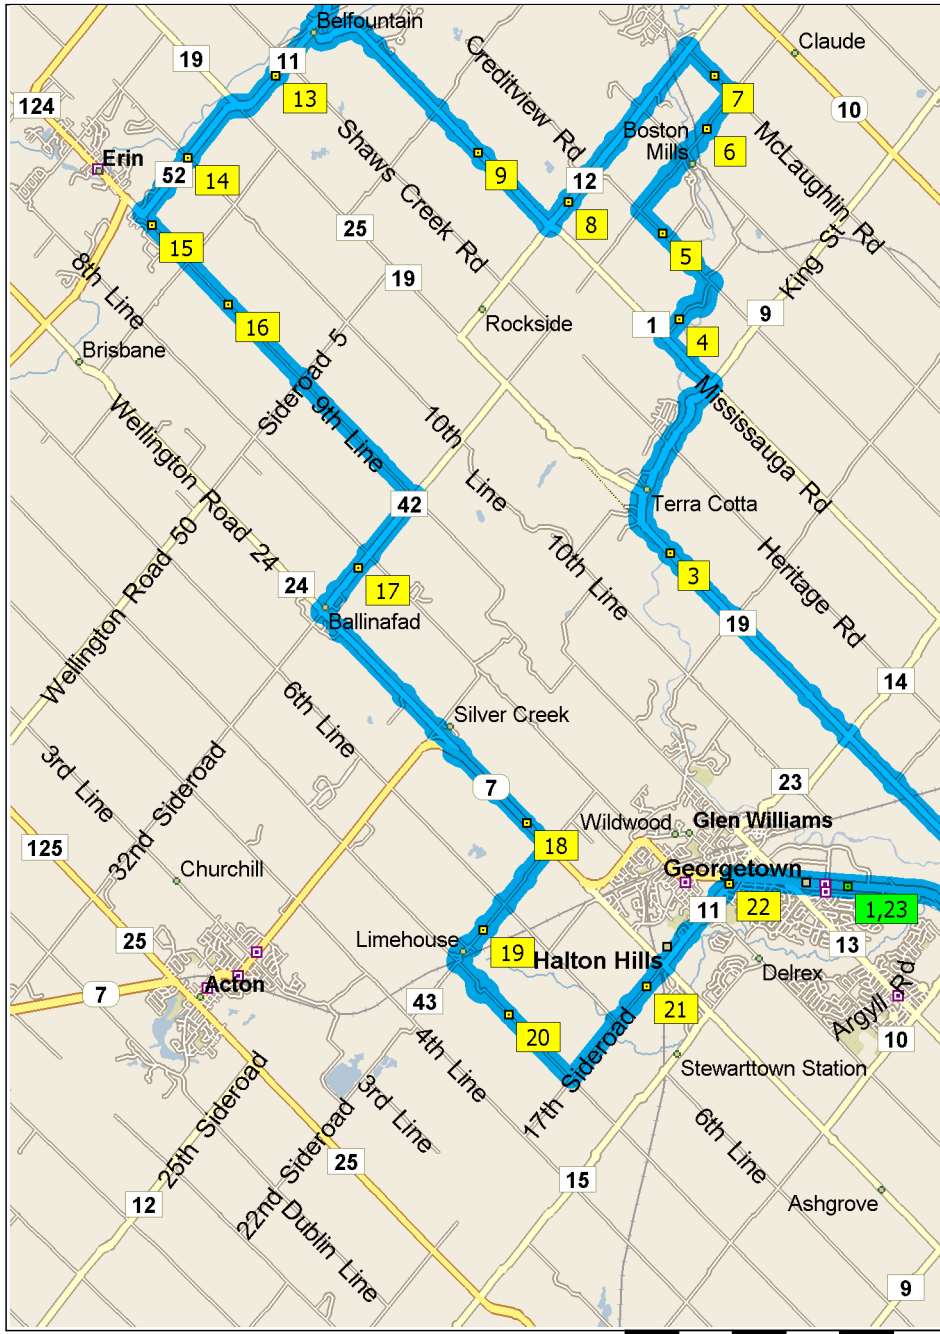 Belfountain
Claude
19
11
Creditview Rd
124
13
7
10
Shaws Creek Rd
Boston
Mills
6
McLaughlin Rd
Erin
52
14
9
12
8
25
15
5
King St
8th Line
19
16
Rockside
1
4
9
Brisbane
Sideroad 5
9th Line
Mississauga Rd
Wellington Road 24
10th Line
42
Terra Cotta
Wellington Road 50
10th Line
Heritage Rd
24
17
3
Ballinafad
19
14
6th Line
Silver Creek
3rd Line
32nd Sideroad
7
23
Wildwood
Glen Williams
125
18
Churchill
Georgetown
11
22
1,23
25
Limehouse
19
Halton Hills
13
Delrex
Acton
7
43
21
Argyll Rd
20
10
4th Line
17th Sideroad
Stewarttown Station
25th Sideroad
3rd Line
22nd Sideroad
6th Line
25
15
12
Dublin Line
Ashgrove
9